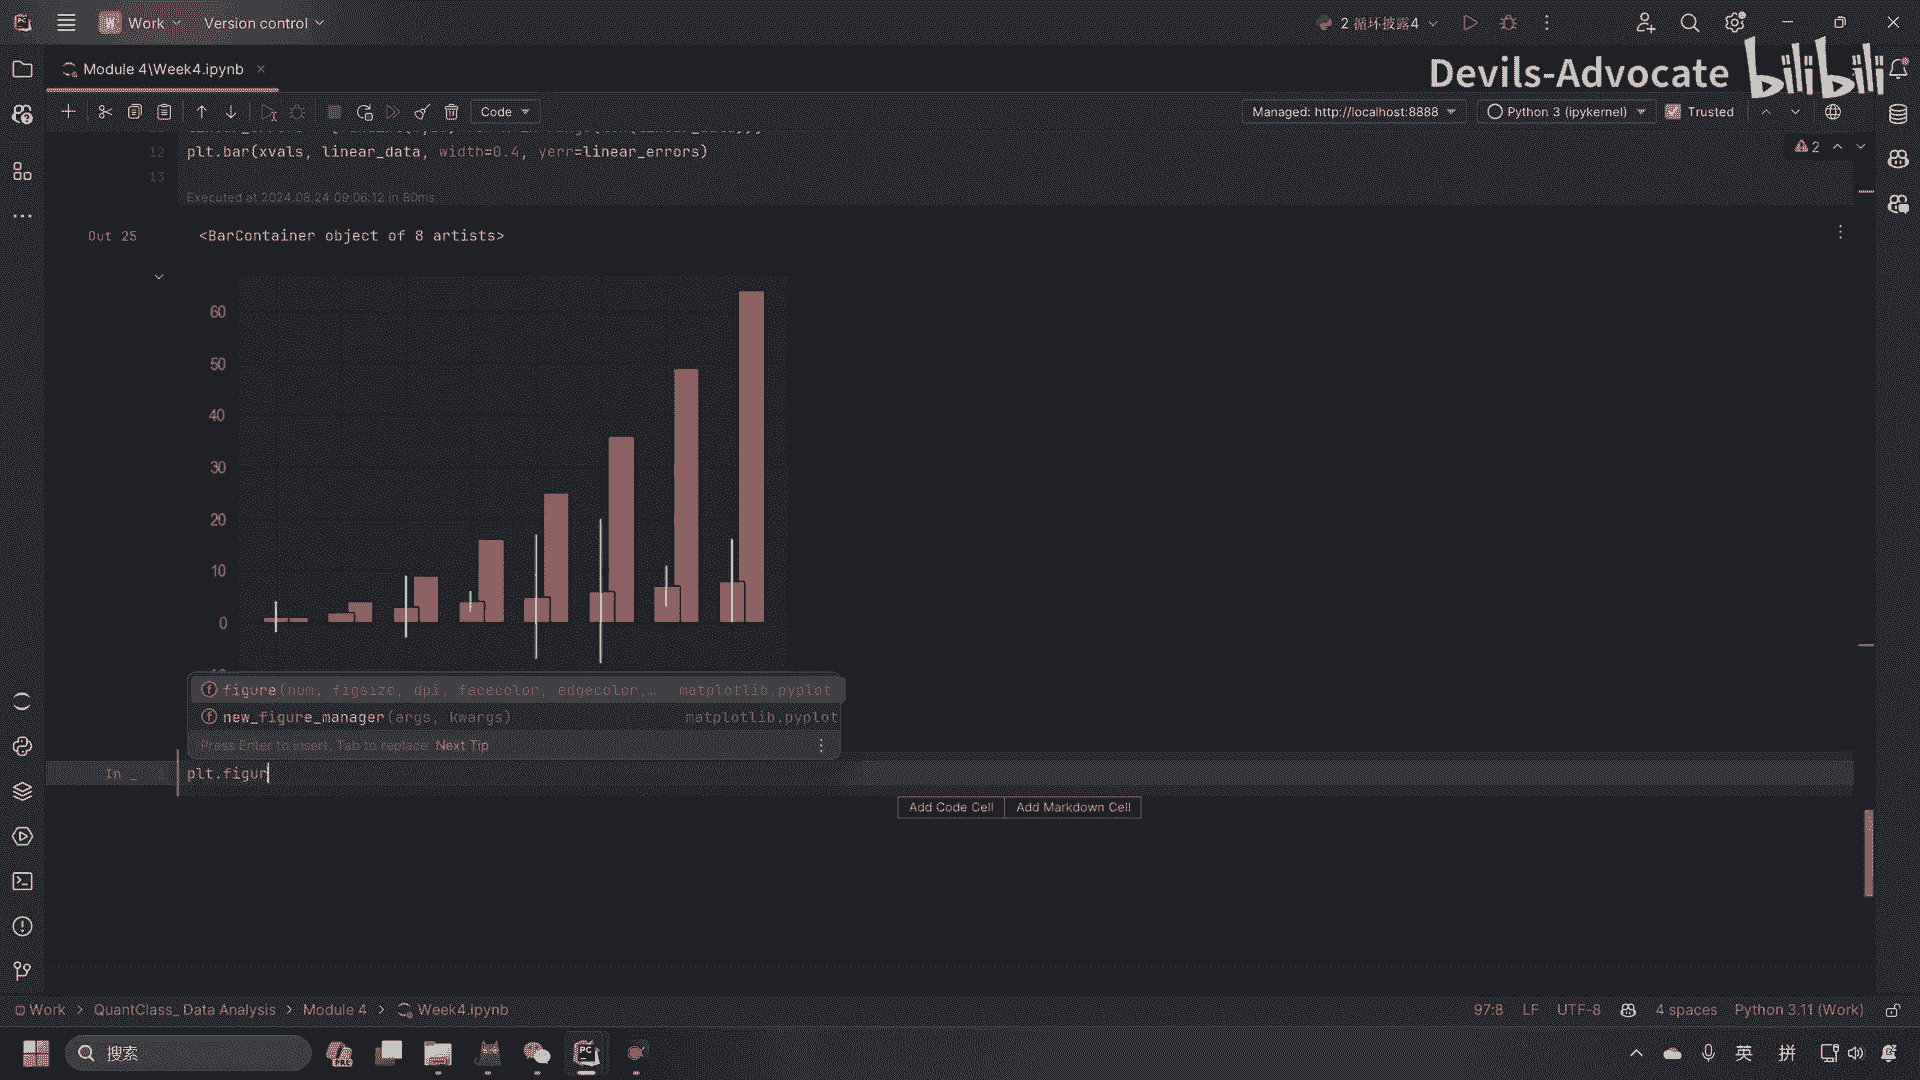 Work
Version control
2 循环披露4
Module 4\Week4.ipynb
Devils-Advocate bilibili
Code
Managed: http://localhost:8888
Python 3 (ipykernel)
Trusted
12 plt.bar(xvals, linear_data, width=0.4, yerr=linear_errors)
2
13
Executed at 2024.08.24 09:06:12 in 80ms
Out 25 <BarContainer object of 8 artists>
60
50
40
30
20
10
0
figure(num, figsize, dpi, facecolor, edgecolor,… matplotlib.pyplot
new_figure_manager(args, kwargs) matplotlib.pyplot
Press Enter to insert, Tab to replace Next Tip
In _ 1 plt.figur
Add Code Cell Add Markdown Cell
Work > QuantClass_ Data Analysis > Module 4 > Week4.ipynb
97:8 LF UTF-8 4 spaces Python 3.11 (Work)
搜索
PRE
PC
英 拼